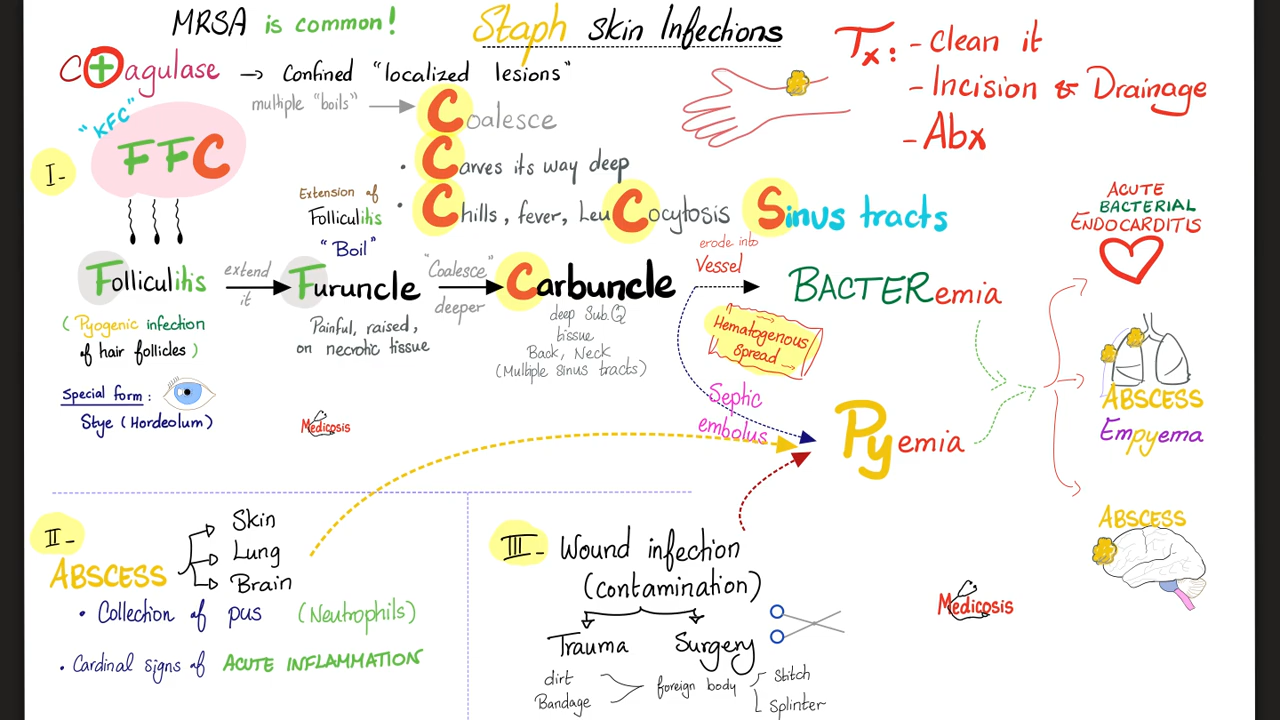 MRSA is common!
Staph skin Infections
CO+agulase → Confined "localized lesions"
multiple "boils" → Coalesce
"KFC"
I- FFC
• Carves its way deep
• Chills, fever, LeuCocytosis Sinus tracts
Tx: - Clean it
- Incision & Drainage
- Abx
Extension of
Folliculitis
"Boil"
Folliculitis
extend
it
Furuncle
"Coalesce"
deeper
Carbuncle
erode into
Vessel
BACTERemia
(Pyogenic infection
of hair follicles)
Painful, raised,
on necrotic tissue
deep Sub.Q
tissue
Back, Neck
(Multiple sinus tracts)
Hematogenous
Spread
Special form:
Stye (Hordeolum)
Medicosis
Septic
embolus
Pyemia
ACUTE
BACTERIAL
ENDOCARDITIS
ABSCESS
Empyema
ABSCESS
II-
ABSCESS
Skin
Lung
Brain
• Collection of pus (Neutrophils)
• Cardinal signs of ACUTE INFLAMMATION
III- Wound infection
(contamination)
Trauma
Surgery
dirt
Bandage
foreign body
Stitch
Splinter
Medicosis